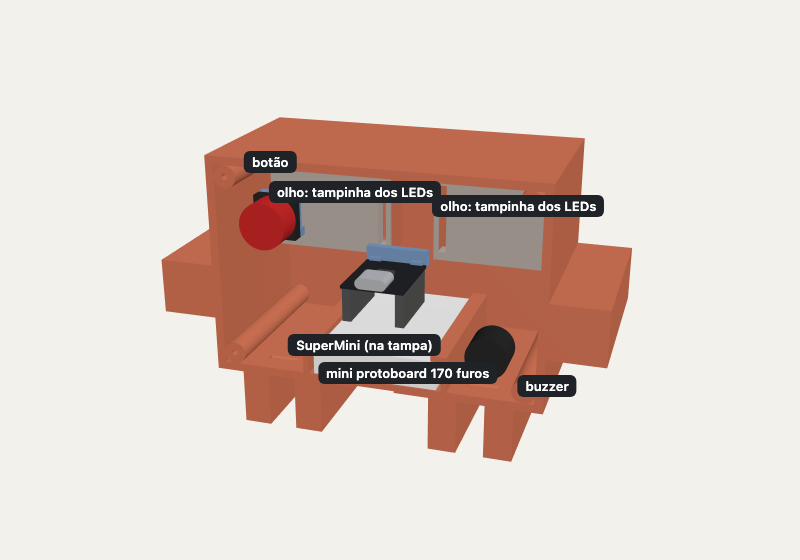 botão
olho: tampinha dos LEDs
olho: tampinha dos LEDs
SuperMini (na tampa)
mini protoboard 170 furos
buzzer